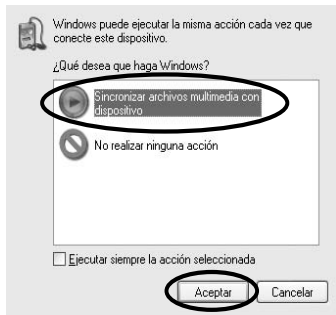 Windows puede ejecutar la misma acción cada vez que
conecte este dispositivo.
¿Qué desea que haga Windows?
Sincronizar archivos multimedia con
dispositivo
No realizar ninguna acción
Ejecutar siempre la acción seleccionada
Aceptar Cancelar